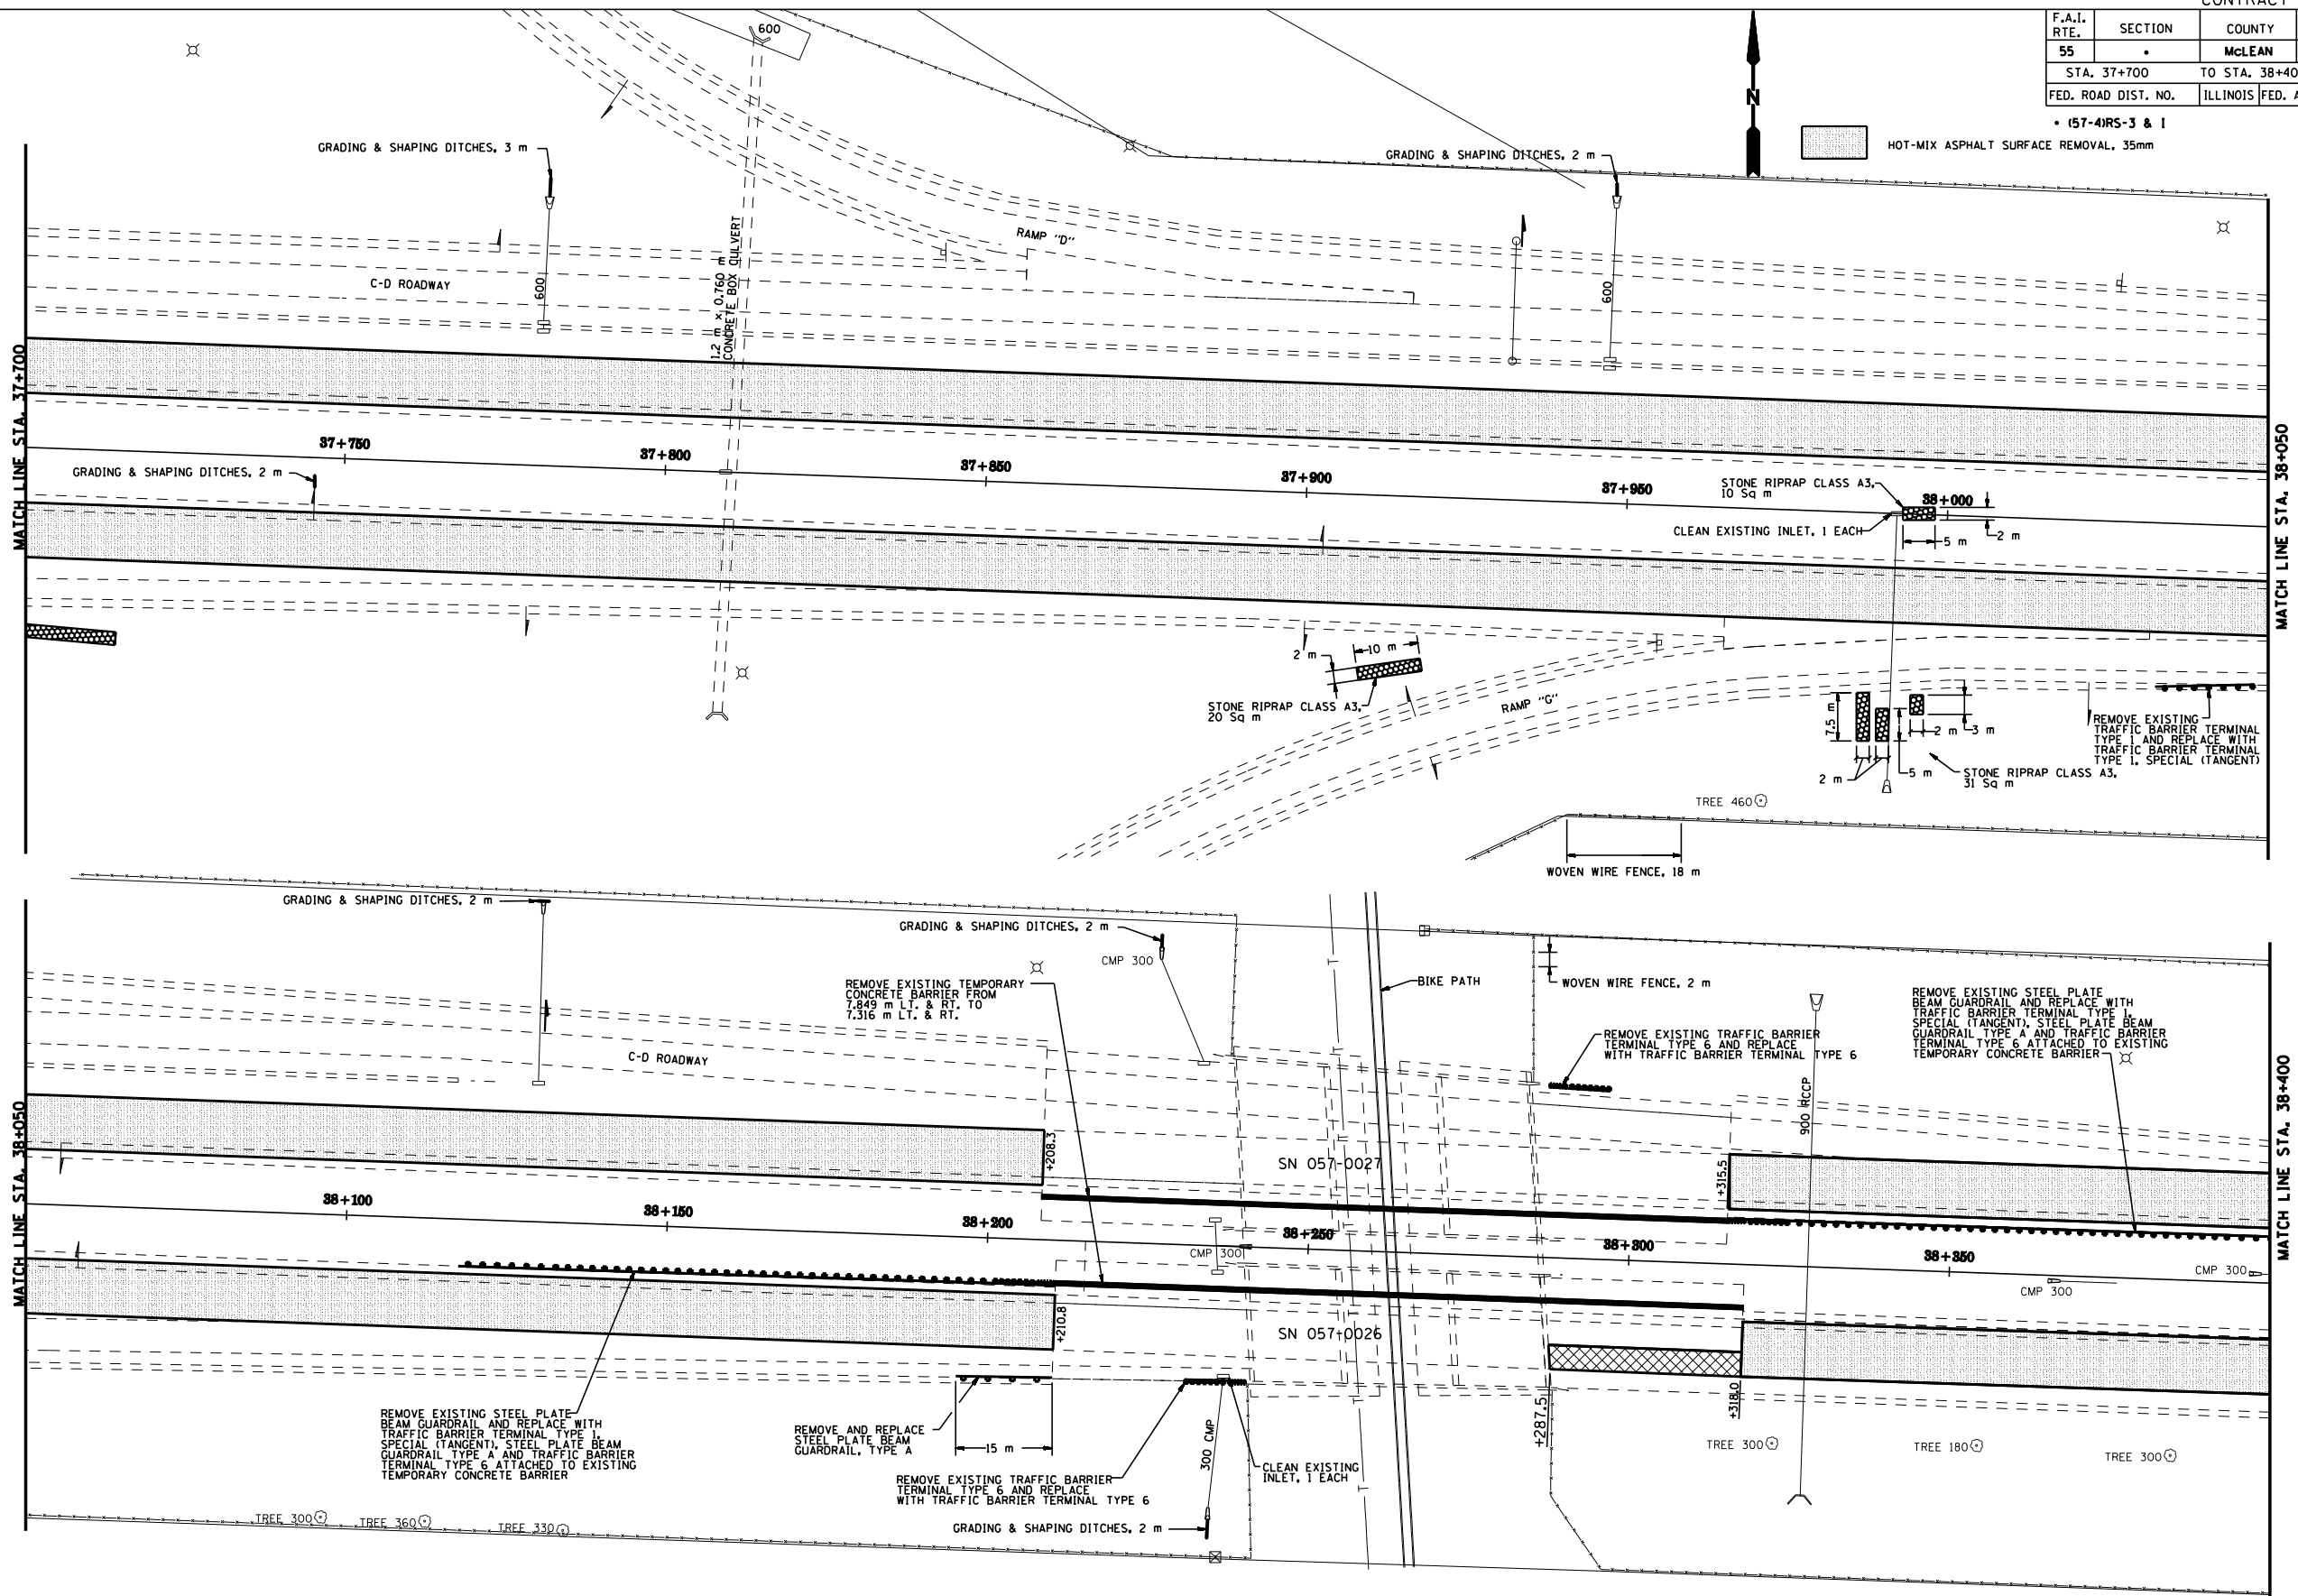 CONTRACT
F.A.I. RTE. SECTION COUNTY
55 • McLEAN
STA. 37+700 TO STA. 38+40
FED. ROAD DIST. NO. ILLINOIS FED. A
• (57-4)RS-3 & I
HOT-MIX ASPHALT SURFACE REMOVAL, 35mm
N
600
GRADING & SHAPING DITCHES, 3 m
GRADING & SHAPING DITCHES, 2 m
RAMP "D"
C-D ROADWAY
600
1.2 m x 0.760 m
CONCRETE BOX CULVERT
600
MATCH LINE STA. 37+700
37+750
37+800
37+850
37+900
37+950
38+000
GRADING & SHAPING DITCHES, 2 m
STONE RIPRAP CLASS A3,
10 Sq m
CLEAN EXISTING INLET, 1 EACH
5 m
2 m
MATCH LINE STA. 38+050
2 m
10 m
STONE RIPRAP CLASS A3,
20 Sq m
RAMP "G"
7.5 m
2 m
5 m
2 m
3 m
STONE RIPRAP CLASS A3,
31 Sq m
REMOVE EXISTING
TRAFFIC BARRIER TERMINAL
TYPE 1 AND REPLACE WITH
TRAFFIC BARRIER TERMINAL
TYPE 1, SPECIAL (TANGENT)
TREE 460
WOVEN WIRE FENCE, 18 m
GRADING & SHAPING DITCHES, 2 m
GRADING & SHAPING DITCHES, 2 m
CMP 300
REMOVE EXISTING TEMPORARY
CONCRETE BARRIER FROM
7.849 m LT. & RT. TO
7.316 m LT. & RT.
BIKE PATH
WOVEN WIRE FENCE, 2 m
REMOVE EXISTING TRAFFIC BARRIER
TERMINAL TYPE 6 AND REPLACE
WITH TRAFFIC BARRIER TERMINAL TYPE 6
REMOVE EXISTING STEEL PLATE
BEAM GUARDRAIL AND REPLACE WITH
TRAFFIC BARRIER TERMINAL TYPE 1,
SPECIAL (TANGENT), STEEL PLATE BEAM
GUARDRAIL TYPE A AND TRAFFIC BARRIER
TERMINAL TYPE 6 ATTACHED TO EXISTING
TEMPORARY CONCRETE BARRIER
C-D ROADWAY
900 RCCP
MATCH LINE STA. 38+050
+208.3
SN 057-0027
+315.5
MATCH LINE STA. 38+400
38+100
38+150
38+200
38+250
38+300
38+350
CMP 300
CMP 300
CMP 300
+210.8
SN 057-0026
+287.5
+318.0
REMOVE EXISTING STEEL PLATE
BEAM GUARDRAIL AND REPLACE WITH
TRAFFIC BARRIER TERMINAL TYPE 1,
SPECIAL (TANGENT), STEEL PLATE BEAM
GUARDRAIL TYPE A AND TRAFFIC BARRIER
TERMINAL TYPE 6 ATTACHED TO EXISTING
TEMPORARY CONCRETE BARRIER
REMOVE AND REPLACE
STEEL PLATE BEAM
GUARDRAIL, TYPE A
15 m
REMOVE EXISTING TRAFFIC BARRIER
TERMINAL TYPE 6 AND REPLACE
WITH TRAFFIC BARRIER TERMINAL TYPE 6
300 CMP
CLEAN EXISTING
INLET, 1 EACH
GRADING & SHAPING DITCHES, 2 m
TREE 300
TREE 180
TREE 300
TREE 300
TREE 360
TREE 330